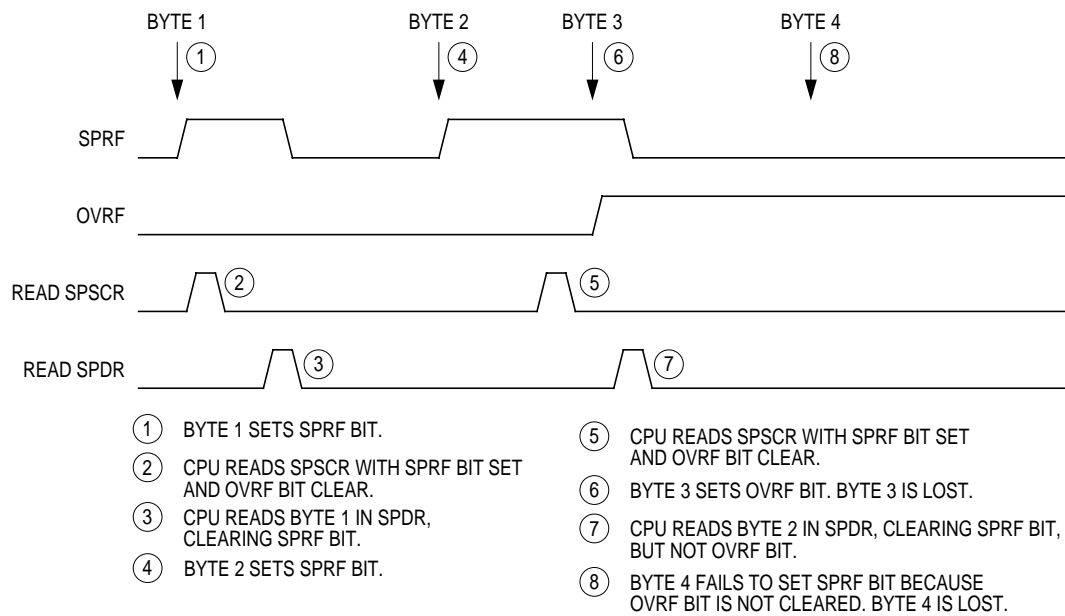 BYTE 1
BYTE 2
BYTE 3
BYTE 4
1
4
6
8
SPRF
OVRF
READ SPSCR
2
5
READ SPDR
3
7
1 BYTE 1 SETS SPRF BIT.
2 CPU READS SPSCR WITH SPRF BIT SET
AND OVRF BIT CLEAR.
3 CPU READS BYTE 1 IN SPDR,
CLEARING SPRF BIT.
4 BYTE 2 SETS SPRF BIT.
5 CPU READS SPSCR WITH SPRF BIT SET
AND OVRF BIT CLEAR.
6 BYTE 3 SETS OVRF BIT. BYTE 3 IS LOST.
7 CPU READS BYTE 2 IN SPDR, CLEARING SPRF BIT,
BUT NOT OVRF BIT.
8 BYTE 4 FAILS TO SET SPRF BIT BECAUSE
OVRF BIT IS NOT CLEARED. BYTE 4 IS LOST.